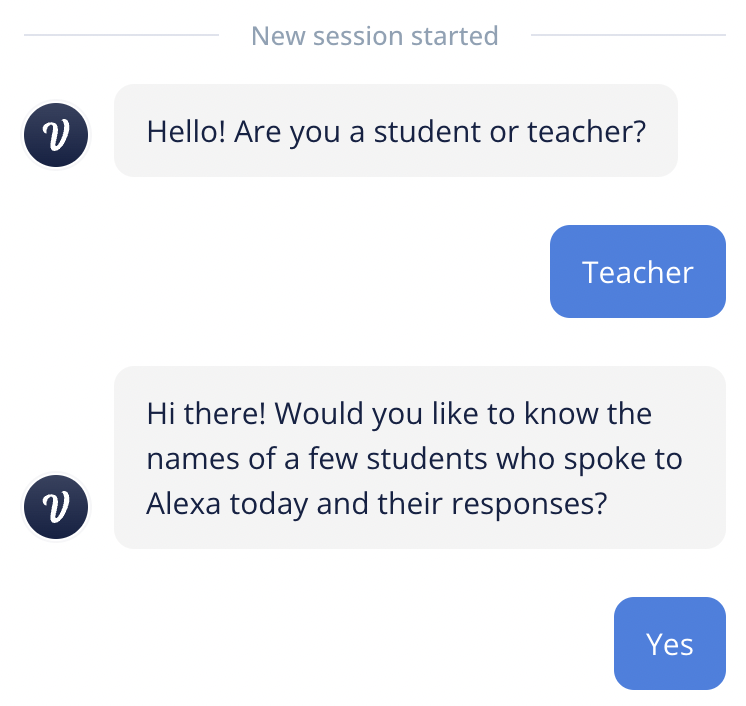 New session started
Hello! Are you a student or teacher?
Teacher
Hi there! Would you like to know the
names of a few students who spoke to
Alexa today and their responses?
Yes